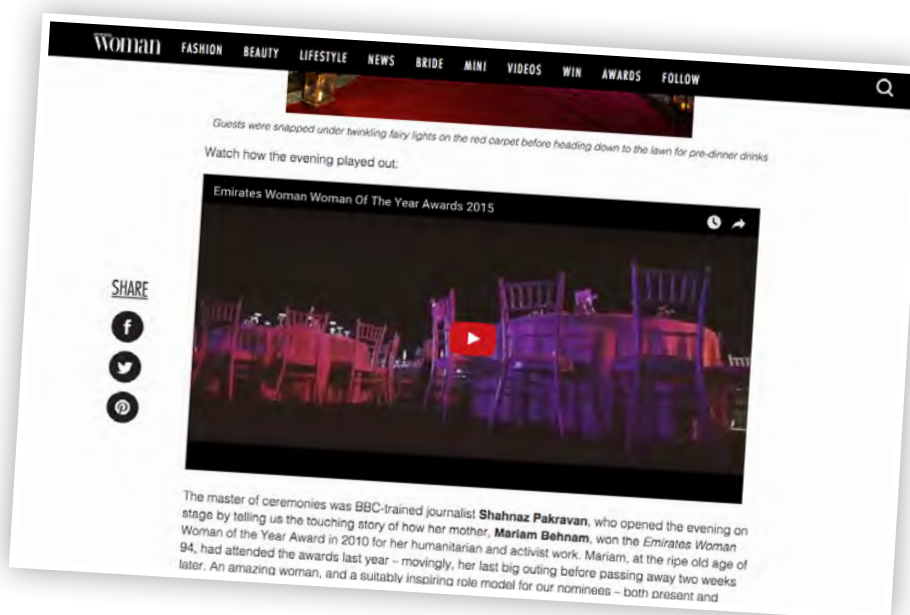 Woman FASHION BEAUTY LIFESTYLE NEWS BRIDE MINI VIDEOS WIN AWARDS FOLLOW
Guests were snapped under twinkling fairy lights on the red carpet before heading down to the lawn for pre-dinner drinks
Watch how the evening played out:
Emirates Woman Woman Of The Year Awards 2015
SHARE
The master of ceremonies was BBC-trained journalist Shahnaz Pakravan, who opened the evening on
stage by telling us the touching story of how her mother, Mariam Behnam, won the Emirates Woman
Woman of the Year Award in 2010 for her humanitarian and activist work. Mariam, at the ripe old age of
94, had attended the awards last year – movingly, her last big outing before passing away two weeks
later. An amazing woman, and a suitably inspiring role model for our nominees – both present and